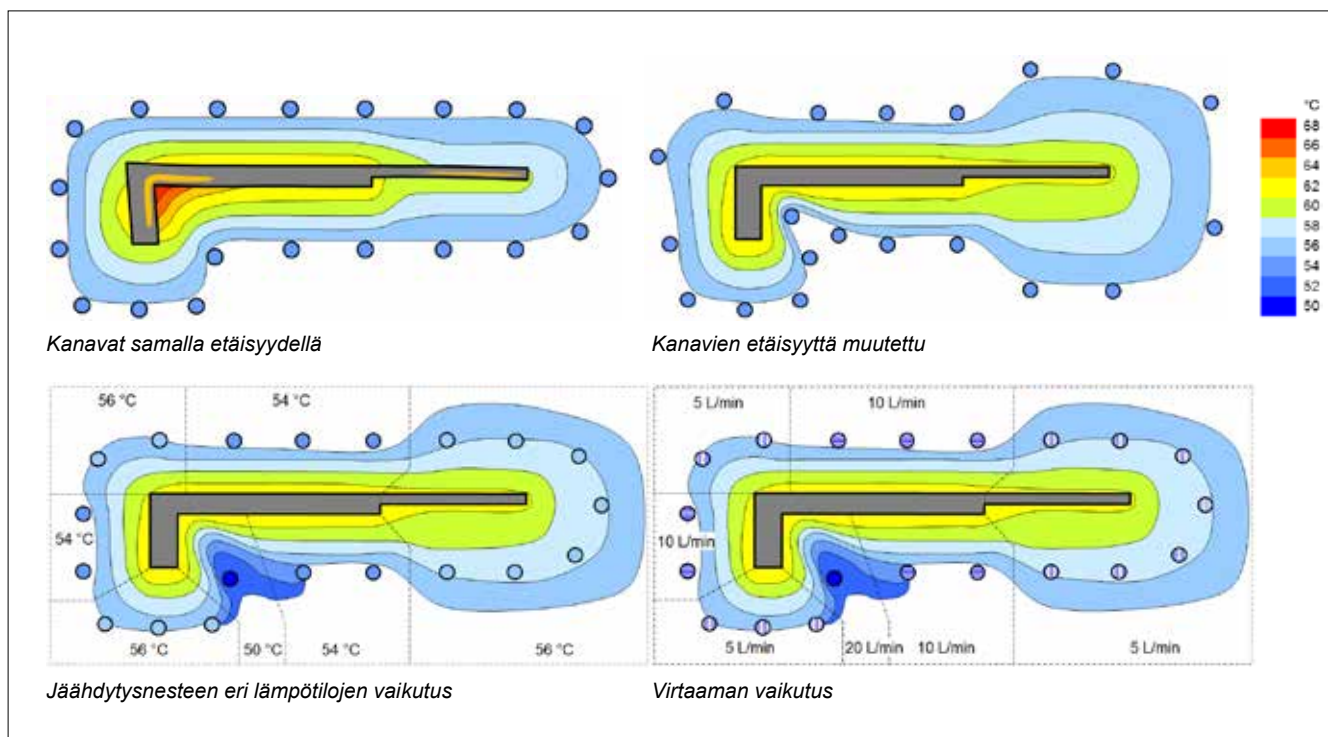 °C
68
66
64
62
60
58
56
54
52
50
Kanavat samalla etäisyydellä
Kanavien etäisyyttä muutettu
56 °C
54 °C
54 °C
56 °C
50 °C
54 °C
56 °C
Jäähdytysnesteen eri lämpötilojen vaikutus
5 L/min
10 L/min
10 L/min
5 L/min
20 L/min
10 L/min
5 L/min
Virtaaman vaikutus